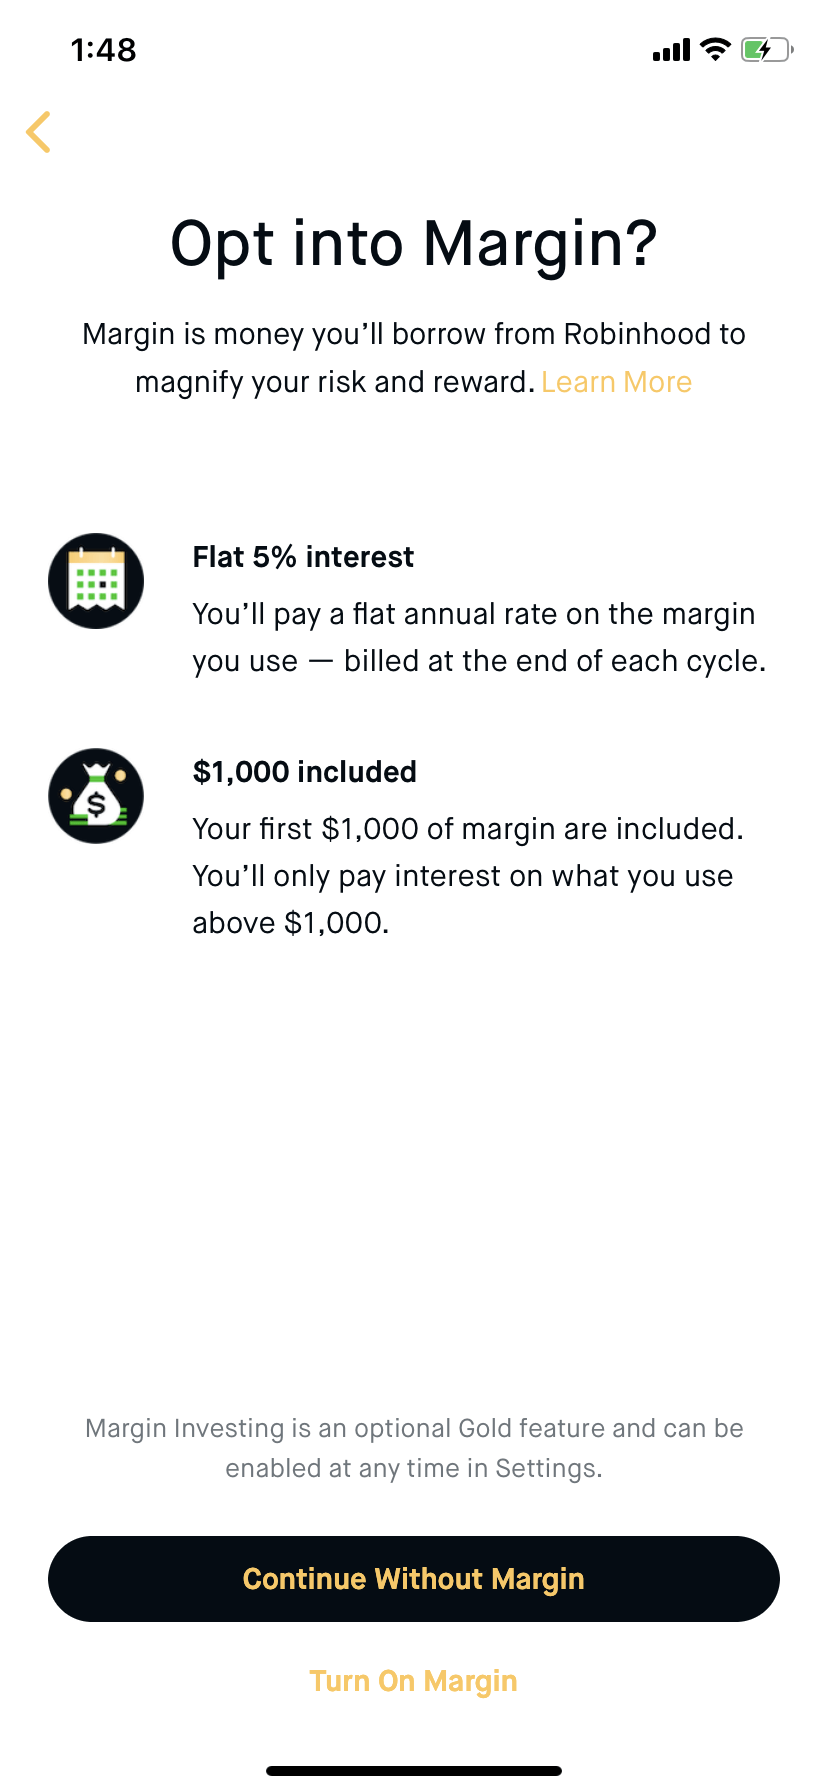 1:48
Opt into Margin?
Margin is money you’ll borrow from Robinhood to
magnify your risk and reward. Learn More
Flat 5% interest
You’ll pay a flat annual rate on the margin
you use — billed at the end of each cycle.
$1,000 included
$
Your first $1,000 of margin are included.
You’ll only pay interest on what you use
above $1,000.
Margin Investing is an optional Gold feature and can be
enabled at any time in Settings.
Continue Without Margin
Turn On Margin